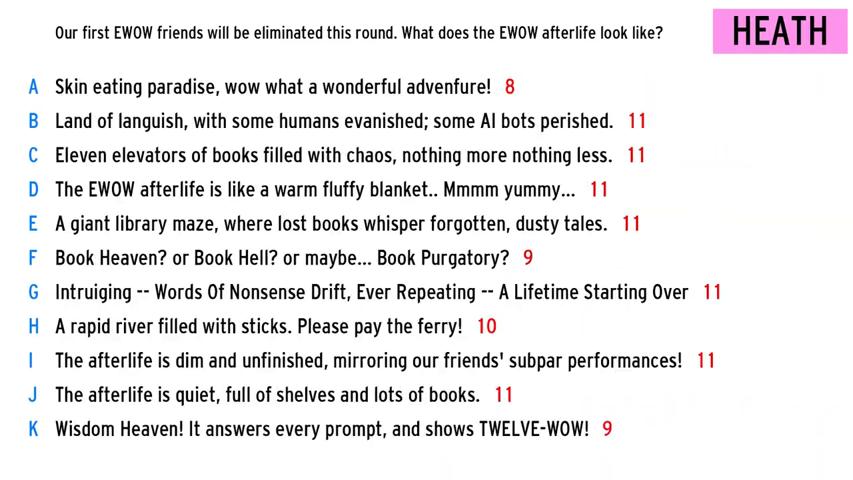 Our first EWOW friends will be eliminated this round. What does the EWOW afterlife look like?
HEATH
A Skin eating paradise, wow what a wonderful advenfure! 8
B Land of languish, with some humans evanished; some AI bots perished. 11
C Eleven elevators of books filled with chaos, nothing more nothing less. 11
D The EWOW afterlife is like a warm fluffy blanket.. Mmmm yummy... 11
E A giant library maze, where lost books whisper forgotten, dusty tales. 11
F Book Heaven? or Book Hell? or maybe... Book Purgatory? 9
G Intruiging -- Words Of Nonsense Drift, Ever Repeating -- A Lifetime Starting Over 11
H A rapid river filled with sticks. Please pay the ferry! 10
I The afterlife is dim and unfinished, mirroring our friends' subpar performances! 11
J The afterlife is quiet, full of shelves and lots of books. 11
K Wisdom Heaven! It answers every prompt, and shows TWELVE-WOW! 9